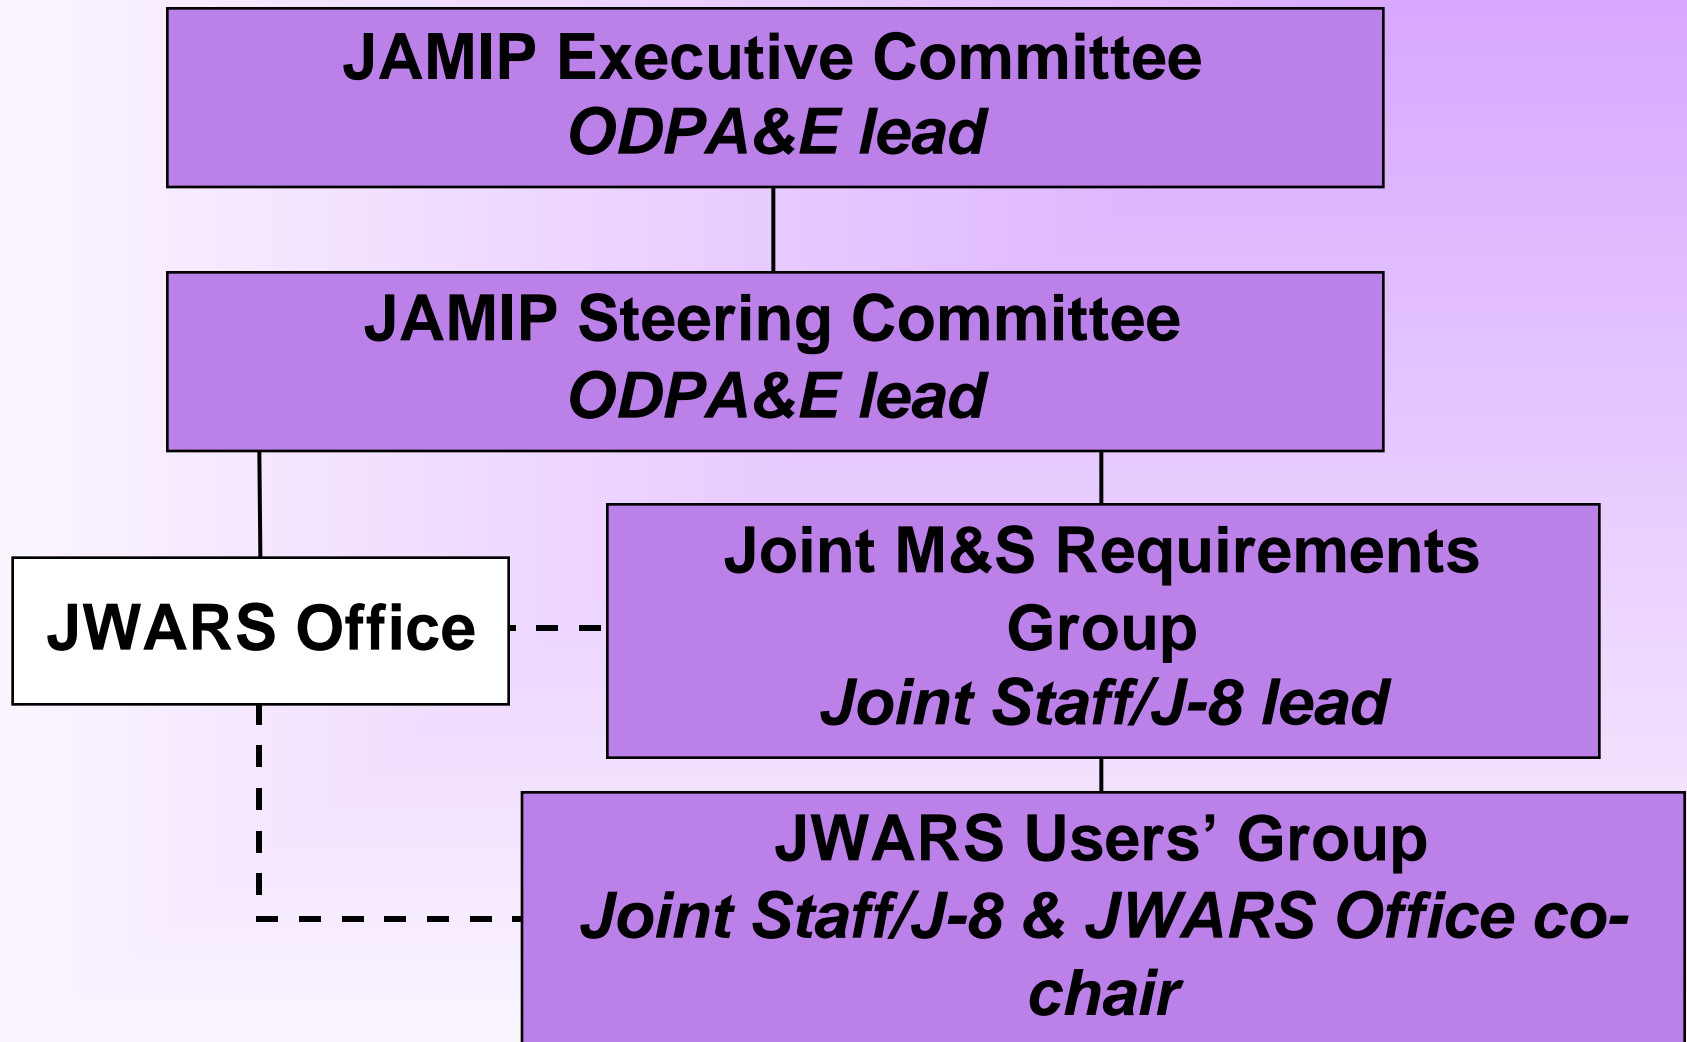 JAMIP Executive Committee
ODPA&E lead
JAMIP Steering Committee
ODPA&E lead
JWARS Office
Joint M&S Requirements
Group
Joint Staff/J-8 lead
JWARS Users’ Group
Joint Staff/J-8 & JWARS Office co-
chair